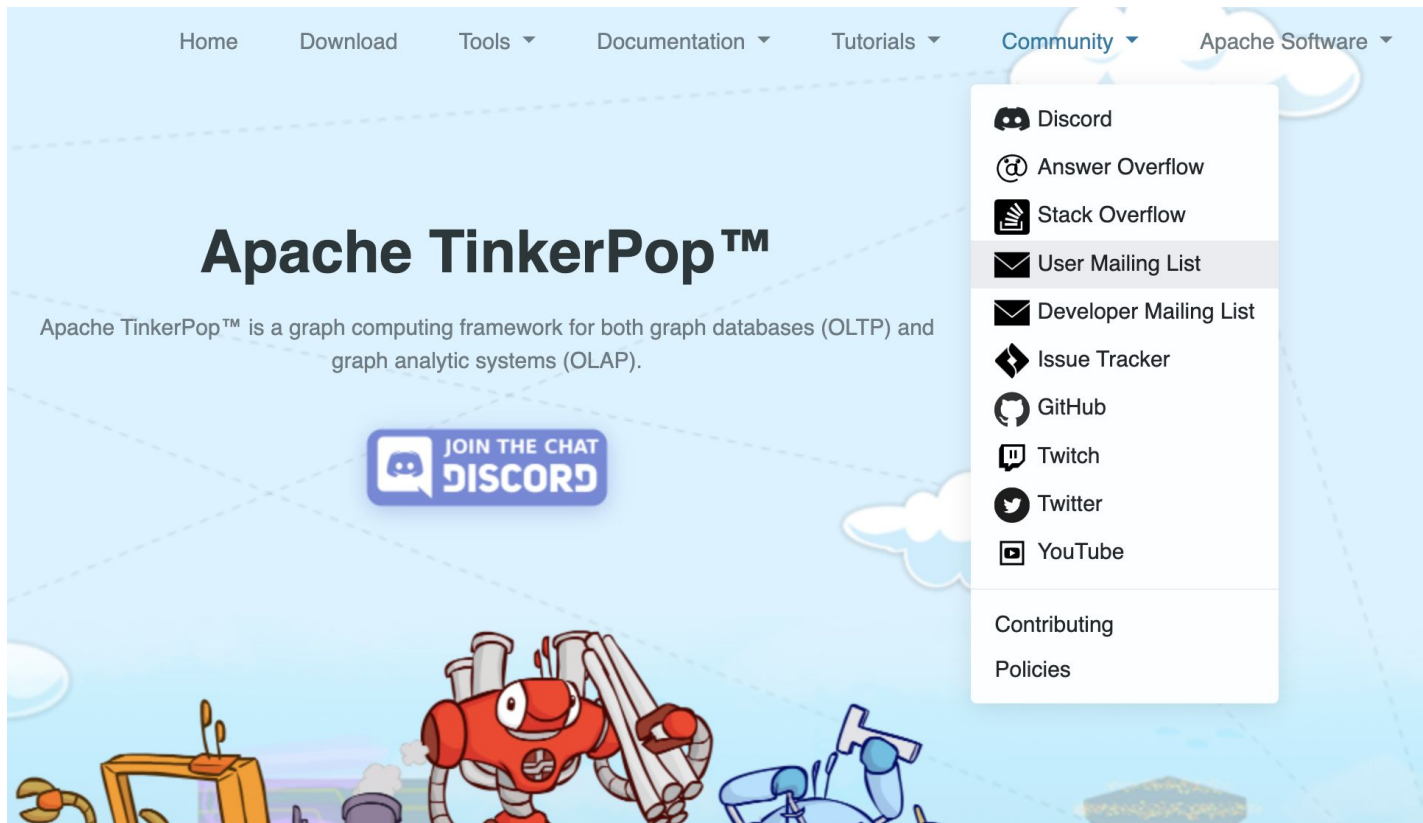 Home Download Tools Documentation Tutorials Community Apache Software
Discord
Answer Overflow
Stack Overflow
User Mailing List
Developer Mailing List
Issue Tracker
GitHub
Twitch
Twitter
YouTube
Contributing
Policies
Apache TinkerPop™
Apache TinkerPop™ is a graph computing framework for both graph databases (OLTP) and
graph analytic systems (OLAP).
JOIN THE CHAT
DISCORD